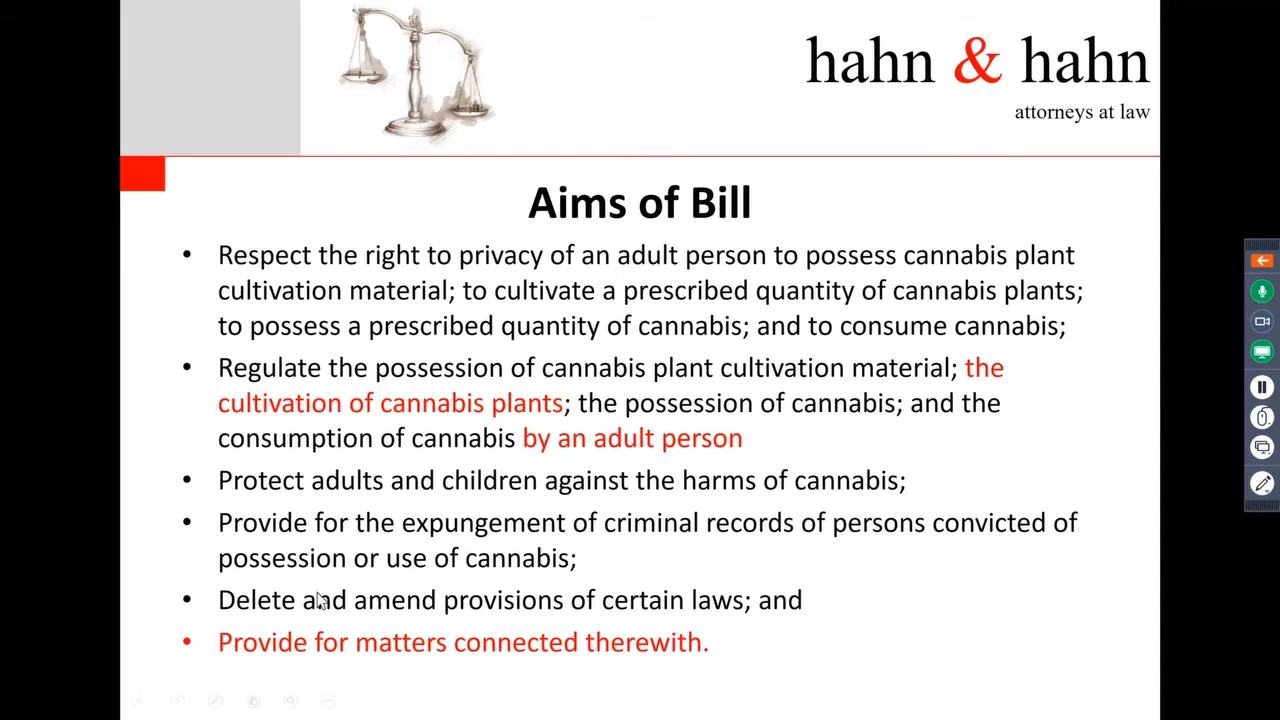 hahn & hahn
attorneys at law
Aims of Bill
• Respect the right to privacy of an adult person to possess cannabis plant
cultivation material; to cultivate a prescribed quantity of cannabis plants;
to possess a prescribed quantity of cannabis; and to consume cannabis;
• Regulate the possession of cannabis plant cultivation material; the
cultivation of cannabis plants; the possession of cannabis; and the
consumption of cannabis by an adult person
• Protect adults and children against the harms of cannabis;
• Provide for the expungement of criminal records of persons convicted of
possession or use of cannabis;
• Delete and amend provisions of certain laws; and
• Provide for matters connected therewith.